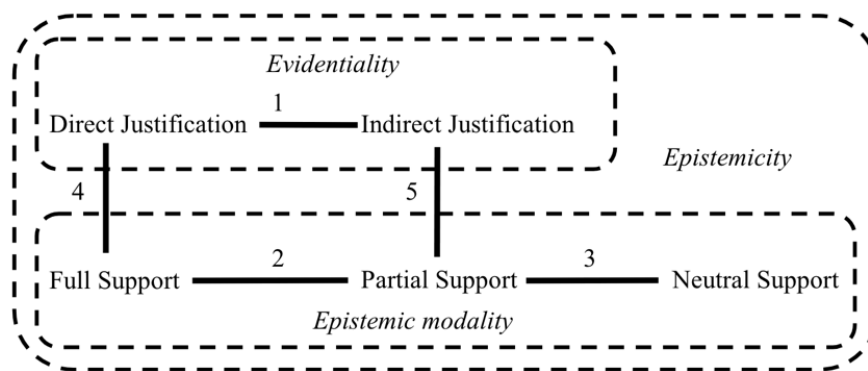 Evidentiality
1
Direct Justification Indirect Justification
Epistemicity
4 5
2 3
Full Support Partial Support Neutral Support
Epistemic modality